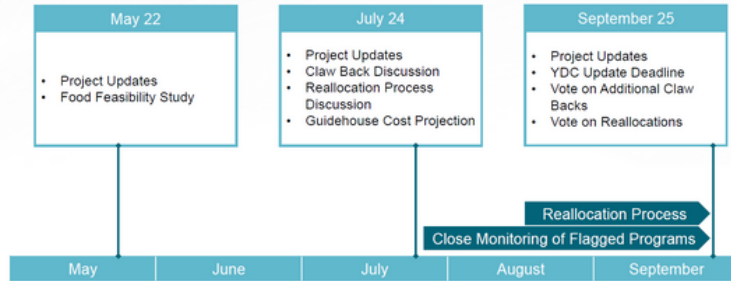 May 22
• Project Updates
• Food Feasibility Study
July 24
• Project Updates
• Claw Back Discussion
• Reallocation Process
Discussion
• Guidehouse Cost Projection
September 25
• Project Updates
• YDC Update Deadline
• Vote on Additional Claw
Backs
• Vote on Reallocations
Reallocation Process
Close Monitoring of Flagged Programs
May
June
July
August
September